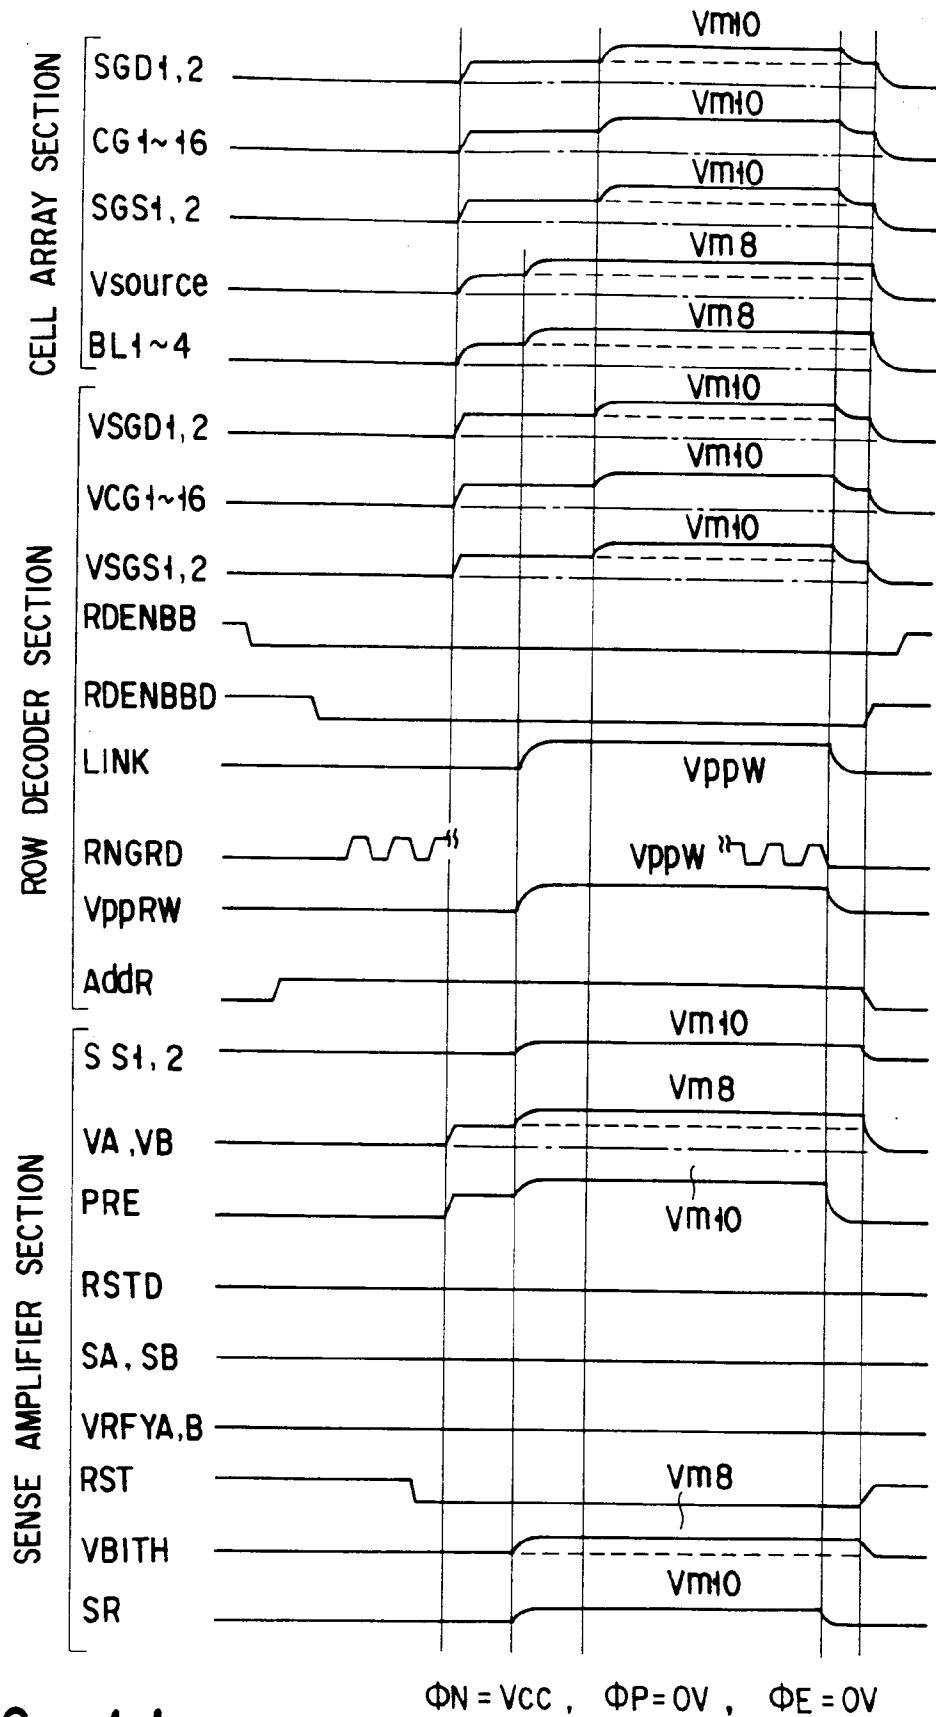 CELL ARRAY SECTION
Vm10
SGD1,2
Vm10
CG1~16
Vm10
SGS1,2
Vm8
Vsource
Vm8
BL1~4
ROW DECODER SECTION
Vm10
VSGD1,2
Vm10
VCG1~16
Vm10
VSGS1,2
RDENBB
RDENBBD
LINK
VppW
RNGRD
VppW
VppRW
AddR
SENSE AMPLIFIER SECTION
Vm10
SS1,2
Vm8
VA,VB
PRE
Vm10
RSTD
SA,SB
VRFYA,B
RST
Vm8
VBITH
Vm10
SR
ΦN=VCC, ΦP=0V, ΦE=0V